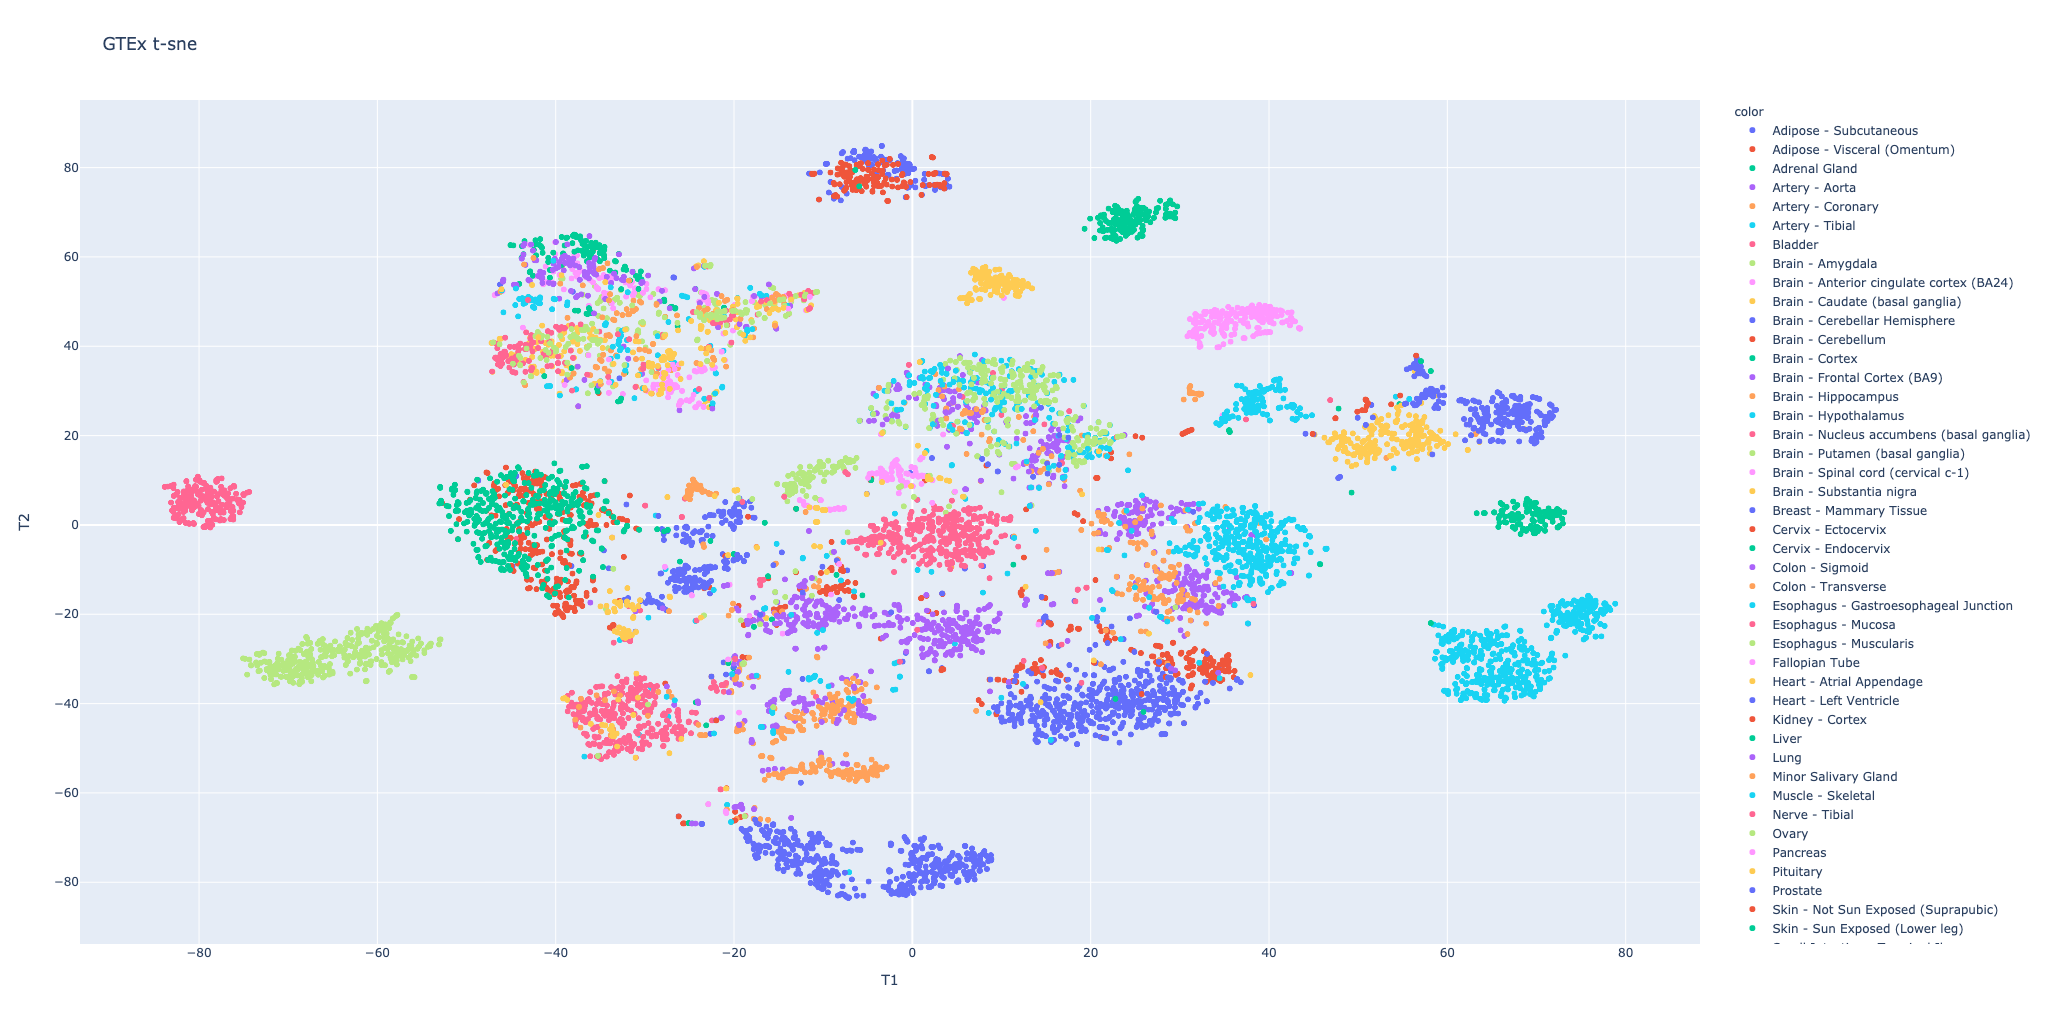 GTEx t-sne
color
Adipose - Subcutaneous
Adipose - Visceral (Omentum)
Adrenal Gland
Artery - Aorta
Artery - Coronary
Artery - Tibial
Bladder
Brain - Amygdala
Brain - Anterior cingulate cortex (BA24)
Brain - Caudate (basal ganglia)
Brain - Cerebellar Hemisphere
Brain - Cerebellum
Brain - Cortex
Brain - Frontal Cortex (BA9)
Brain - Hippocampus
Brain - Hypothalamus
Brain - Nucleus accumbens (basal ganglia)
Brain - Putamen (basal ganglia)
Brain - Spinal cord (cervical c-1)
Brain - Substantia nigra
Breast - Mammary Tissue
Cervix - Ectocervix
Cervix - Endocervix
Colon - Sigmoid
Colon - Transverse
Esophagus - Gastroesophageal Junction
Esophagus - Mucosa
Esophagus - Muscularis
Fallopian Tube
Heart - Atrial Appendage
Heart - Left Ventricle
Kidney - Cortex
Liver
Lung
Minor Salivary Gland
Muscle - Skeletal
Nerve - Tibial
Ovary
Pancreas
Pituitary
Prostate
Skin - Not Sun Exposed (Suprapubic)
Skin - Sun Exposed (Lower leg)
80
60
40
20
0
−20
−40
−60
−80
T2
−80
−60
−40
−20
0
20
40
60
80
T1